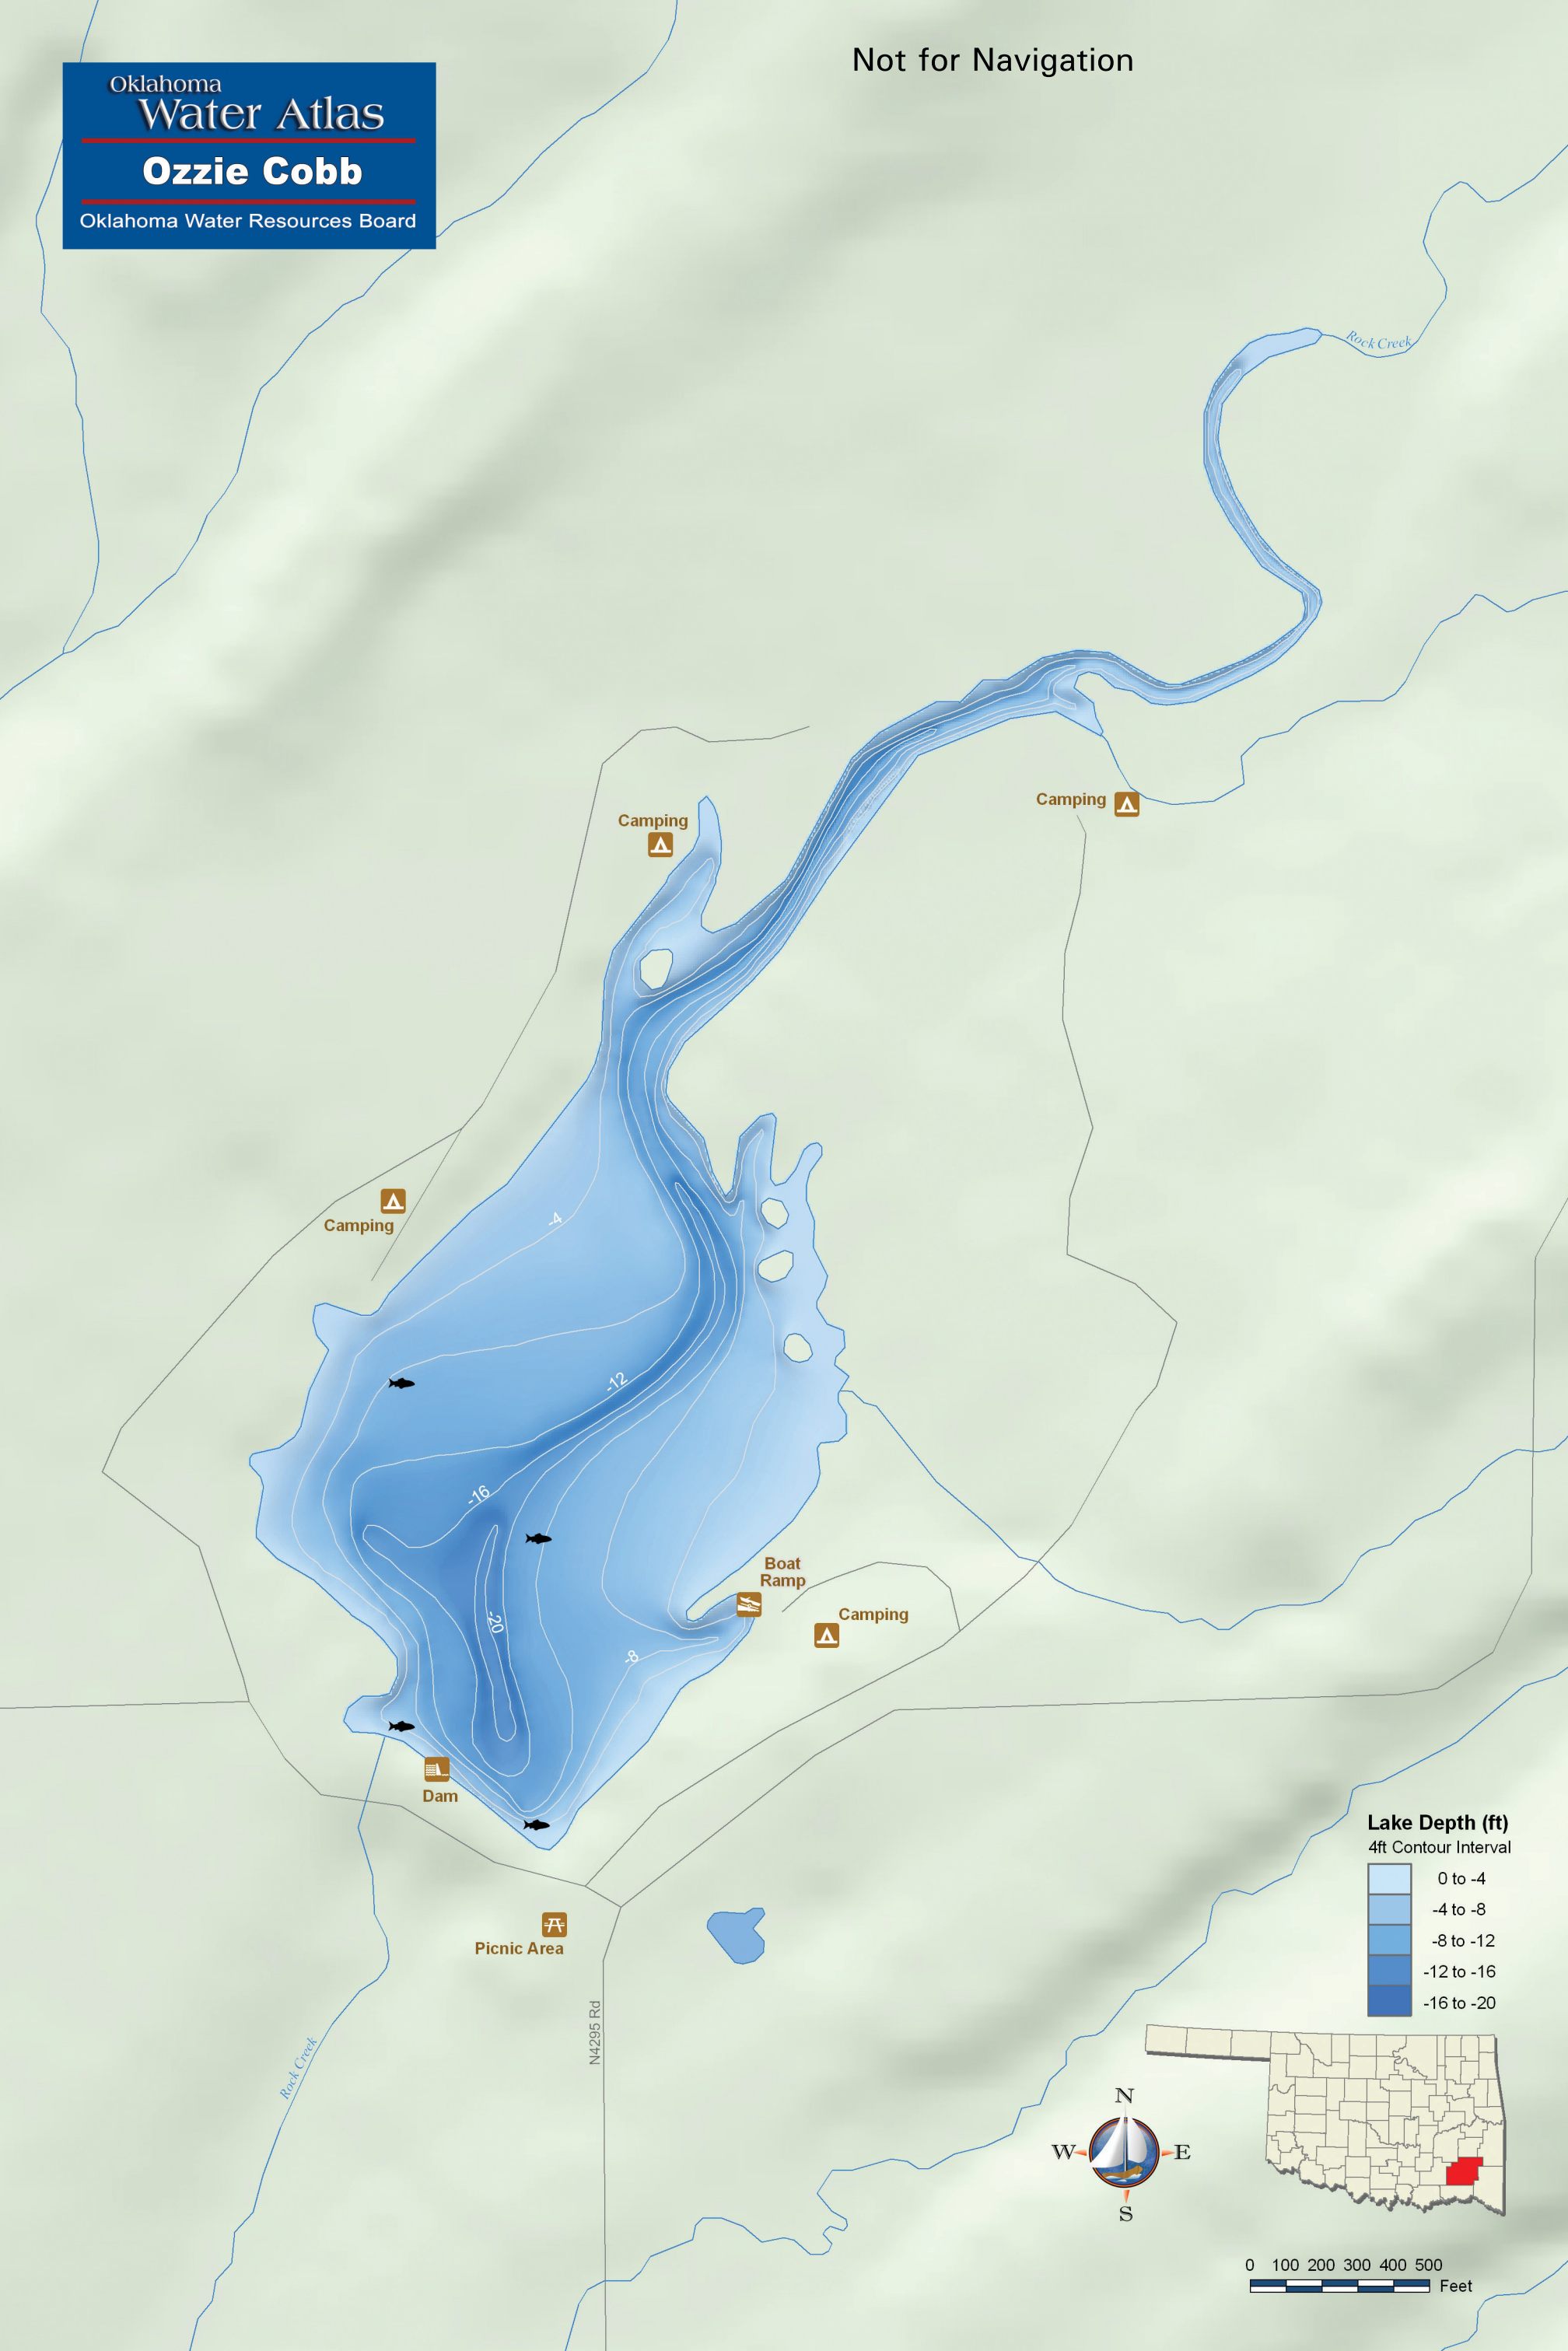 Not for Navigation
Oklahoma
Water Atlas
Ozzie Cobb
Oklahoma Water Resources Board
Rock Creek
Camping
Camping
Camping
-4
-12
-16
-20
-8
Boat
Ramp
Camping
Dam
Picnic Area
N4295 Rd
Rock Creek
Lake Depth (ft)
4ft Contour Interval
0 to -4
-4 to -8
-8 to -12
-12 to -16
-16 to -20
N
W
E
S
0 100 200 300 400 500
Feet